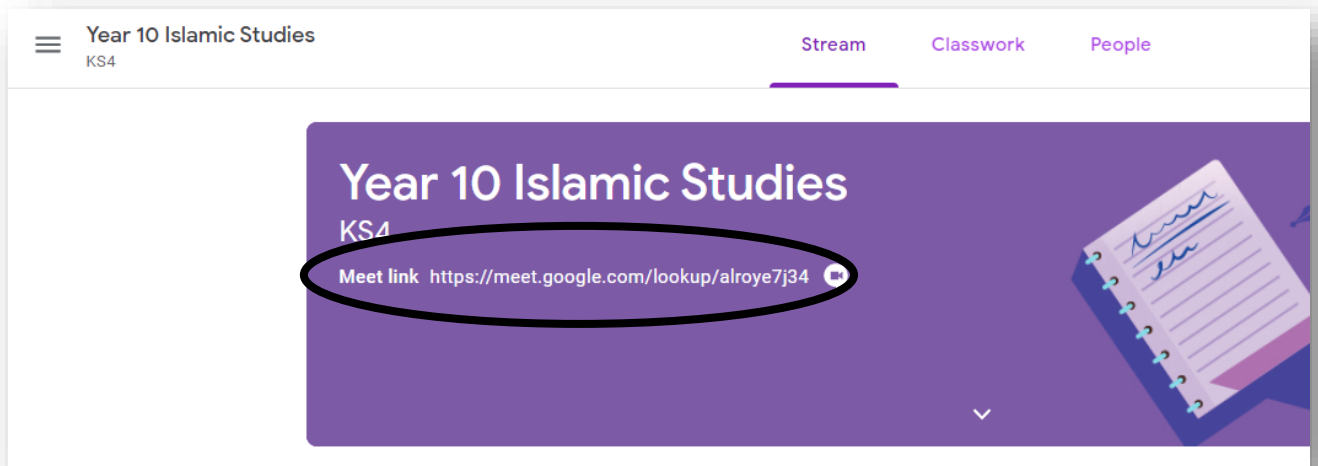 Year 10 Islamic Studies
KS4
Stream
Classwork
People
Year 10 Islamic Studies
KS4
Meet link https://meet.google.com/lookup/alroye7j34